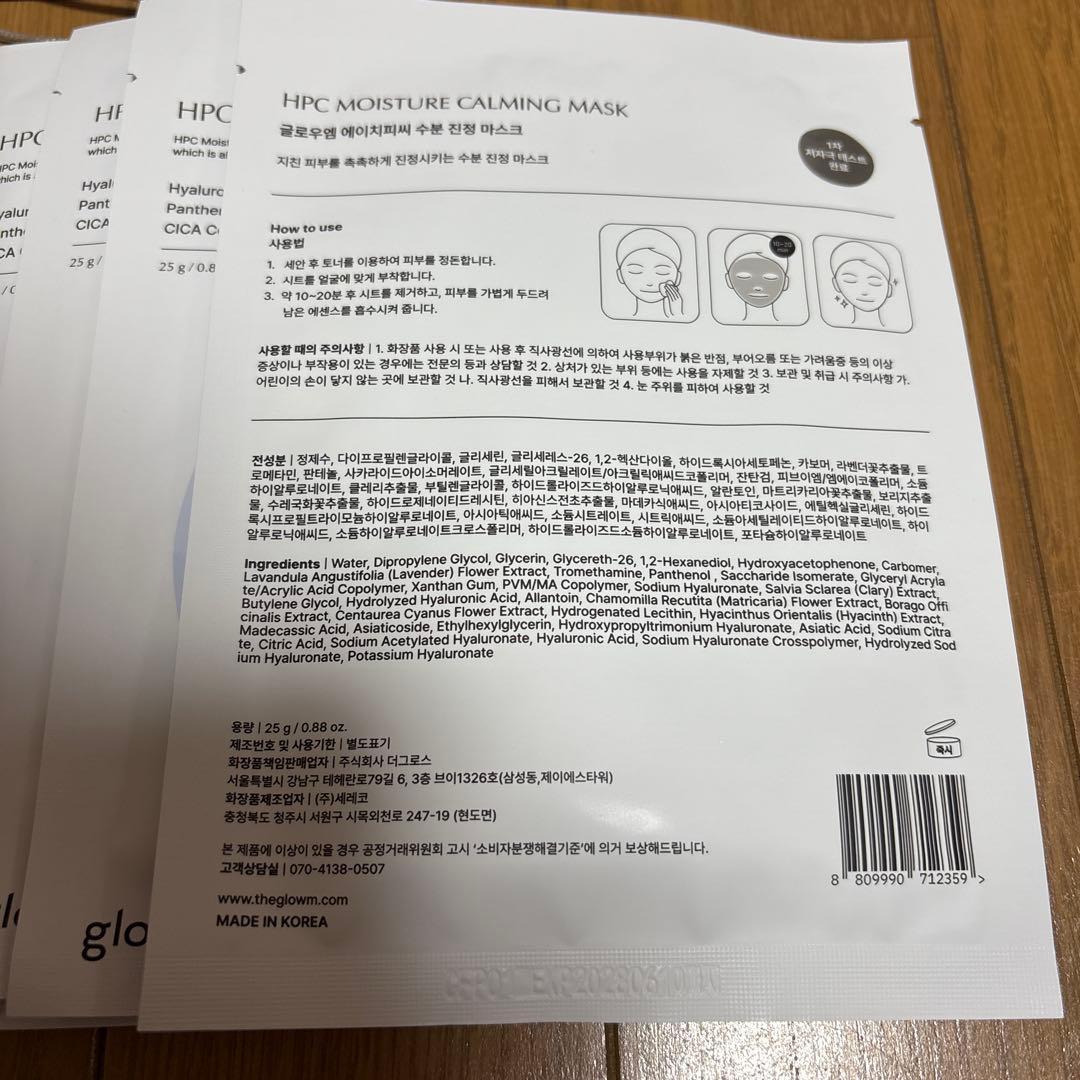 HPC MOISTURE CALMING MASK
글로우엠 에이치피씨 수분 진정 마스크
지친 피부를 촉촉하게 진정시키는 수분 진정 마스크
1차
저자극 테스트
완료
How to use
사용법
1. 세안 후 토너를 이용하여 피부를 정돈합니다.
2. 시트를 얼굴에 맞게 부착합니다.
3. 약 10~20분 후 시트를 제거하고, 피부를 가볍게 두드려
남은 에센스를 흡수시켜 줍니다.
10~20
min
사용할 때의 주의사항 | 1. 화장품 사용 시 또는 사용 후 직사광선에 의하여 사용부위가 붉은 반점, 부어오름 또는 가려움증 등의 이상
증상이나 부작용이 있는 경우에는 전문의 등과 상담할 것 2. 상처가 있는 부위 등에는 사용을 자제할 것 3. 보관 및 취급 시 주의사항 가.
어린이의 손이 닿지 않는 곳에 보관할 것 나. 직사광선을 피해서 보관할 것 4. 눈 주위를 피하여 사용할 것
전성분 | 정제수, 다이프로필렌글라이콜, 글리세린, 글리세레스-26, 1,2-헥산다이올, 하이드록시아세토페논, 카보머, 라벤더꽃추출물, 트
로메타민, 판테놀, 사카라이드아이소머레이트, 글리세릴아크릴레이트/아크릴릭애씨드코폴리머, 잔탄검, 피브이엠/엠에이코폴리머, 소듐
하이알루로네이트, 클레리추출물, 부틸렌글라이콜, 하이드롤라이즈드하이알루로닉애씨드, 알란토인, 마트리카리아꽃추출물, 보리지추출
물, 수레국화꽃추출물, 하이드로제네이티드레시틴, 히아신스전초추출물, 마데카식애씨드, 아시아티코사이드, 에틸헥실글리세린, 하이드
록시프로필트라이모늄하이알루로네이트, 아시아틱애씨드, 소듐시트레이트, 시트릭애씨드, 소듐아세틸레이티드하이알루로네이트, 하이
알루로닉애씨드, 소듐하이알루로네이트크로스폴리머, 하이드롤라이즈드소듐하이알루로네이트, 포타슘하이알루로네이트
Ingredients | Water, Dipropylene Glycol, Glycerin, Glycereth-26, 1,2-Hexanediol, Hydroxyacetophenone, Carbomer,
Lavandula Angustifolia (Lavender) Flower Extract, Tromethamine, Panthenol , Saccharide Isomerate, Glyceryl Acryla
te/Acrylic Acid Copolymer, Xanthan Gum, PVM/MA Copolymer, Sodium Hyaluronate, Salvia Sclarea (Clary) Extract,
Butylene Glycol, Hydrolyzed Hyaluronic Acid, Allantoin, Chamomilla Recutita (Matricaria) Flower Extract, Borago Offi
cinalis Extract, Centaurea Cyanus Flower Extract, Hydrogenated Lecithin, Hyacinthus Orientalis (Hyacinth) Extract,
Madecassic Acid, Asiaticoside, Ethylhexylglycerin, Hydroxypropyltrimonium Hyaluronate, Asiatic Acid, Sodium Citra
te, Citric Acid, Sodium Acetylated Hyaluronate, Hyaluronic Acid, Sodium Hyaluronate Crosspolymer, Hydrolyzed Sod
ium Hyaluronate, Potassium Hyaluronate
용량 | 25 g / 0.88 oz.
제조번호 및 사용기한 | 별도표기
화장품책임판매업자 | 주식회사 더그로스
서울특별시 강남구 테헤란로79길 6, 3층 브이1326호(삼성동,제이에스타워)
화장품제조업자 | (주)세레코
충청북도 청주시 서원구 시목외천로 247-19 (현도면)
본 제품에 이상이 있을 경우 공정거래위원회 고시 '소비자분쟁해결기준'에 의거 보상해드립니다.
고객상담실 | 070-4138-0507
www.theglowm.com
MADE IN KOREA
즉시
8 809990 712359 >
EXP20280610
HPC
HPC Moist
which is al
Hyaluro
Panthe
CICA C
25 g / 0.8
glo
HP
HPC M
which
Hyal
Pant
CICA
25 g /
HPC
HPC Moi
which is
yalur
nth
CA